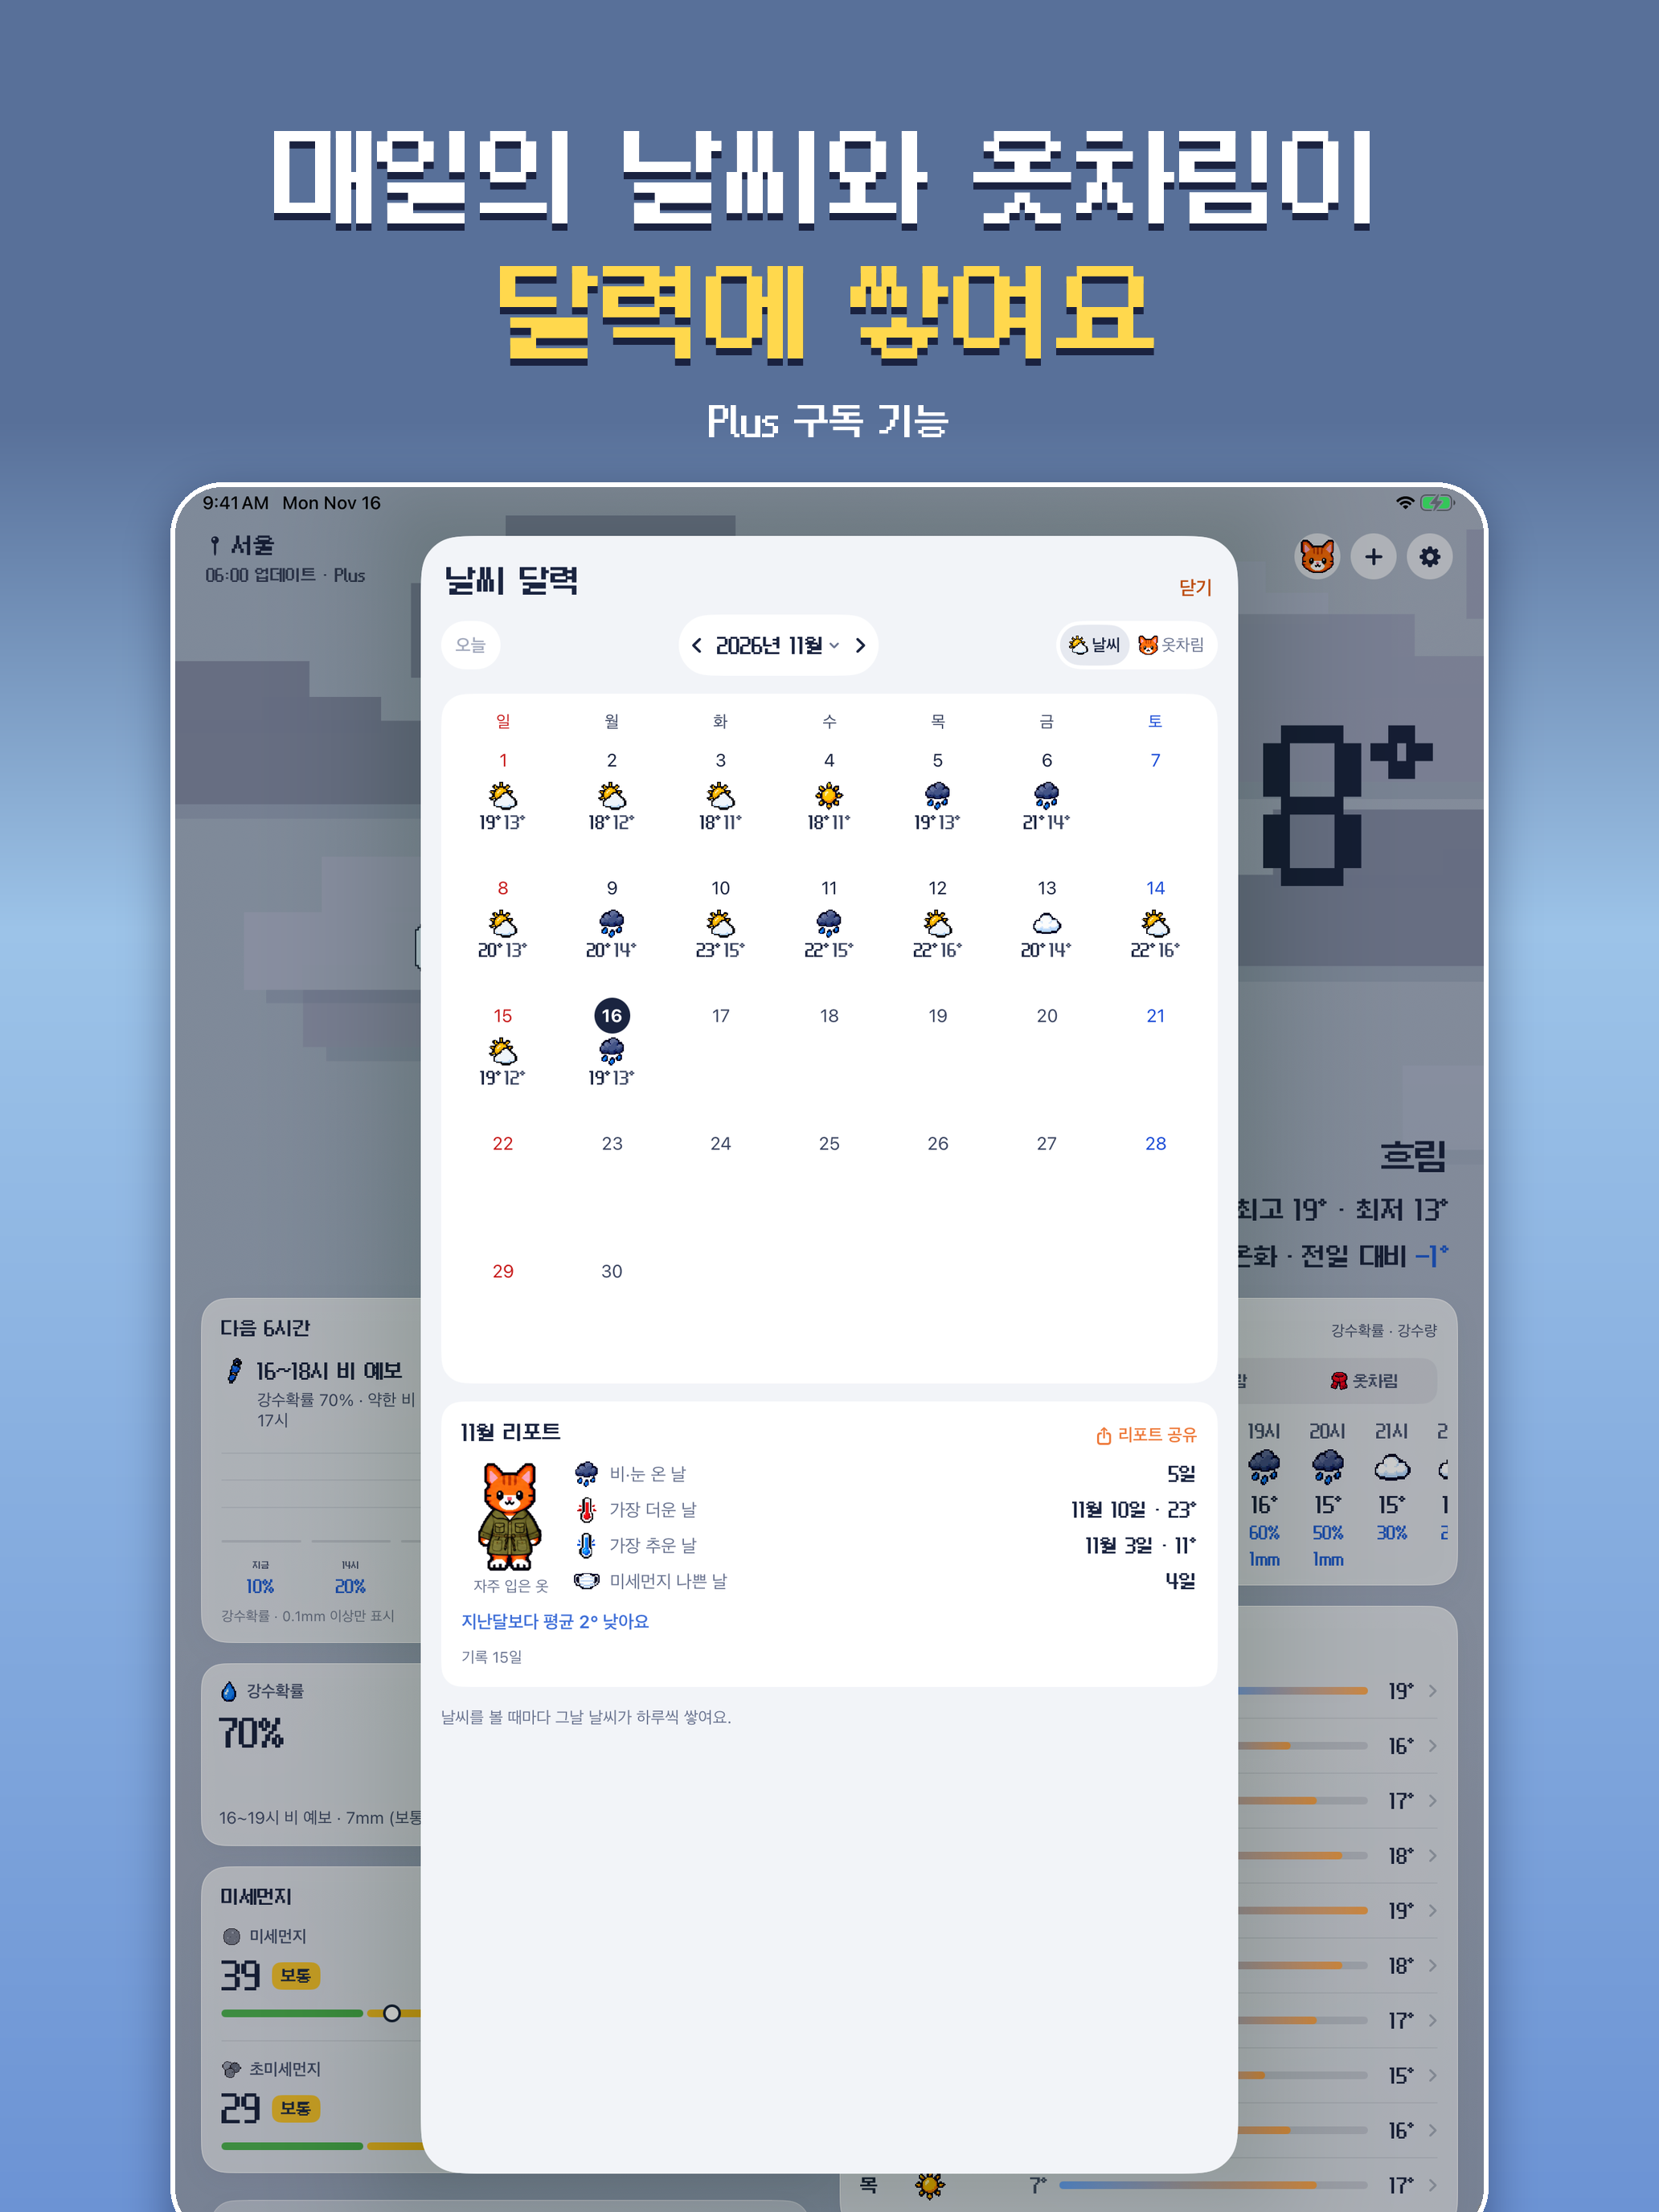 매일의 날씨와 옷차림이
달력에 쌓여요
Plus 구독 기능
9:41 AM Mon Nov 16
서울
06:00 업데이트 · Plus
날씨 달력
닫기
오늘
2026년 11월
날씨 옷차림
일 월 화 수 목 금 토
1 2 3 4 5 6 7
19° 13° 18° 12° 18° 11° 18° 11° 19° 13° 21° 14°
8 9 10 11 12 13 14
20° 13° 20° 14° 23° 15° 22° 15° 22° 16° 20° 14° 22° 16°
15 16 17 18 19 20 21
19° 12° 19° 13°
22 23 24 25 26 27 28
29 30
11월 리포트
리포트 공유
비·눈 온 날 5일
가장 더운 날 11월 10일 · 23°
가장 추운 날 11월 3일 · 11°
미세먼지 나쁜 날 4일
자주 입은 옷
지난달보다 평균 2° 낮아요
기록 15일
날씨를 볼 때마다 그날 날씨가 하루씩 쌓여요.
8°
흐림
최고 19° · 최저 13°
온화 · 전일 대비 -1°
다음 6시간
16~18시 비 예보
강수확률 70% · 약한 비
17시
지금 14시
10% 20%
강수확률 · 0.1mm 이상만 표시
강수확률 · 강수량
옷차림
19시 20시 21시
16° 15° 15°
60% 50% 30%
1mm 1mm
강수확률
70%
16~19시 비 예보 · 7mm (보통
미세먼지
미세먼지
39 보통
초미세먼지
29 보통
19°
16°
17°
18°
19°
18°
17°
15°
16°
목 7° 17°